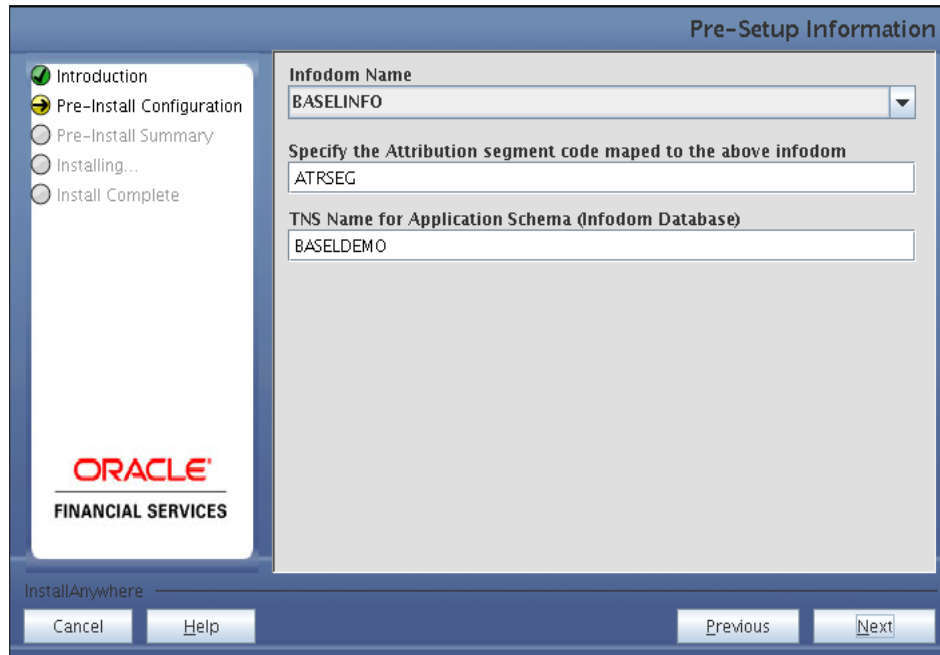 Pre-Setup Information
Introduction
Pre-Install Configuration
Pre-Install Summary
Installing...
Install Complete
ORACLE'
FINANCIAL SERVICES
Infodom Name
BASELINFO
Specify the Attribution segment code maped to the above infodom
ATRSEG
TNS Name for Application Schema (Infodom Database)
BASELDEMO
InstallAnywhere
Cancel
Help
Previous
Next